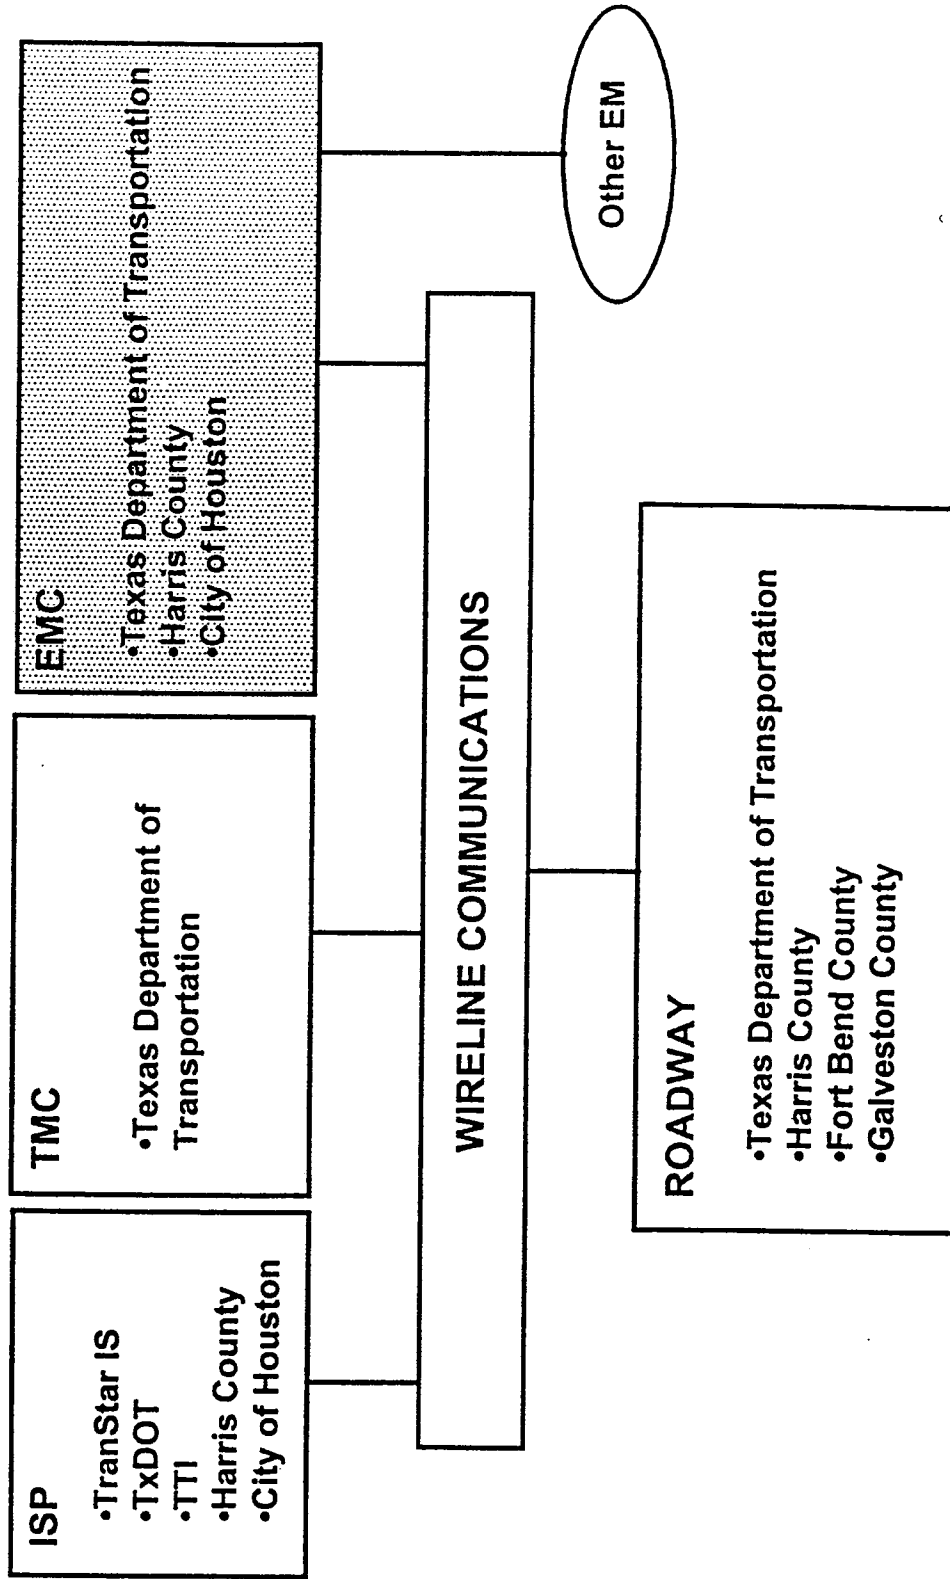 ISP
•TranStar IS
•TxDOT
•TTI
•Harris County
•City of Houston
TMC
•Texas Department of
Transportation
EMC
•Texas Department of Transportation
•Harris County
•City of Houston
WIRELINE COMMUNICATIONS
Other EM
ROADWAY
•Texas Department of Transportation
•Harris County
•Fort Bend County
•Galveston County